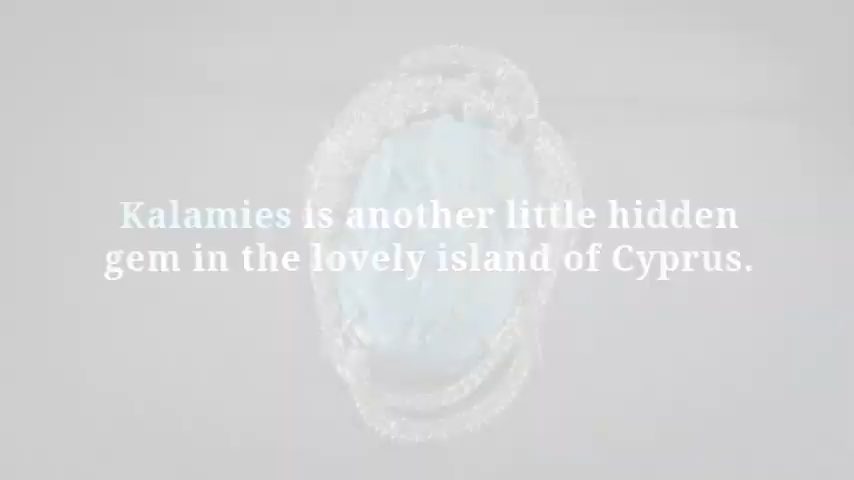 Kalamies is another little hidden
gem in the lovely island of Cyprus.